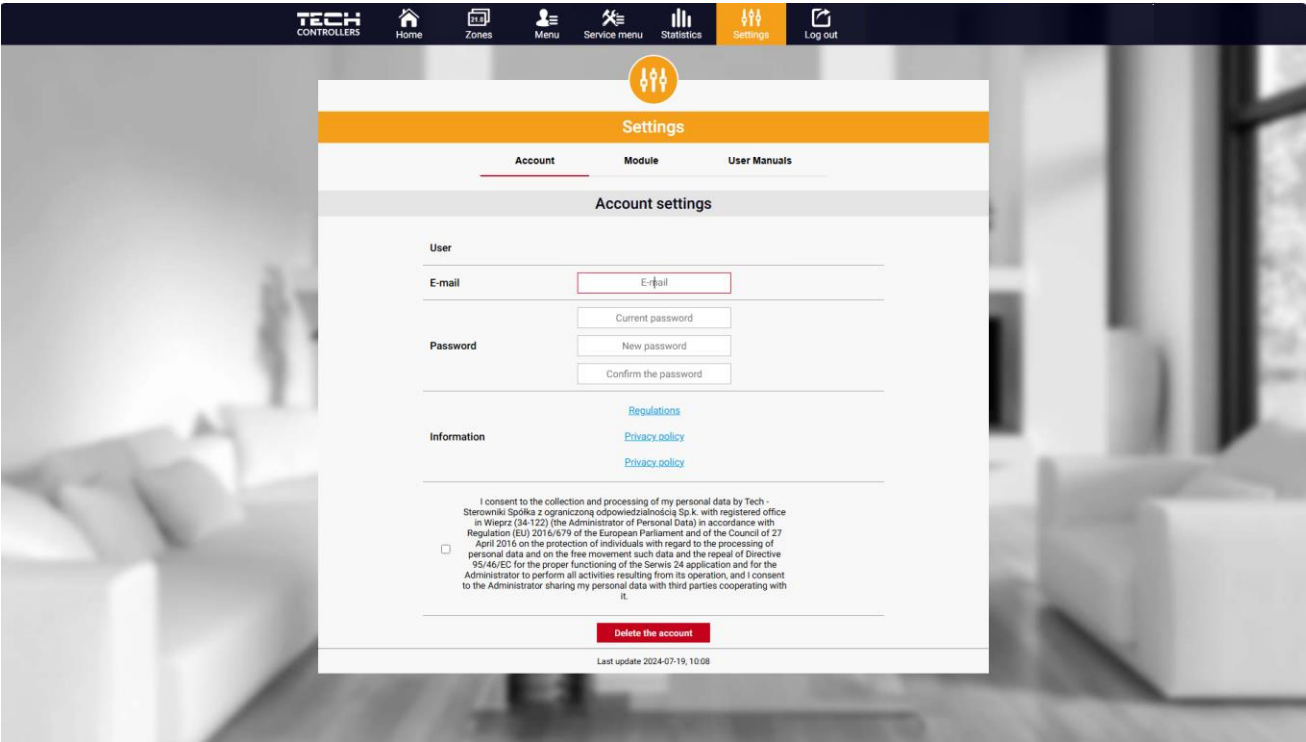 TECH
CONTROLLERS
Home
21.0
Zones
Menu
Service menu
Statistics
Settings
Log out
Settings
Account
Module
User Manuals
Account settings
User
E-mail
E-mail
Password
Current password
New password
Confirm the password
Information
Regulations
Privacy policy
Privacy policy
I consent to the collection and processing of my personal data by Tech -
Sterowniki Spółka z ograniczoną odpowiedzialnością Sp.k. with registered office
in Wieprz (34-122) (the Administrator of Personal Data) in accordance with
Regulation (EU) 2016/679 of the European Parliament and of the Council of 27
April 2016 on the protection of individuals with regard to the processing of
personal data and on the free movement such data and the repeal of Directive
95/46/EC for the proper functioning of the Serwis 24 application and for the
Administrator to perform all activities resulting from its operation, and I consent
to the Administrator sharing my personal data with third parties cooperating with
it.
Delete the account
Last update 2024-07-19, 10:08